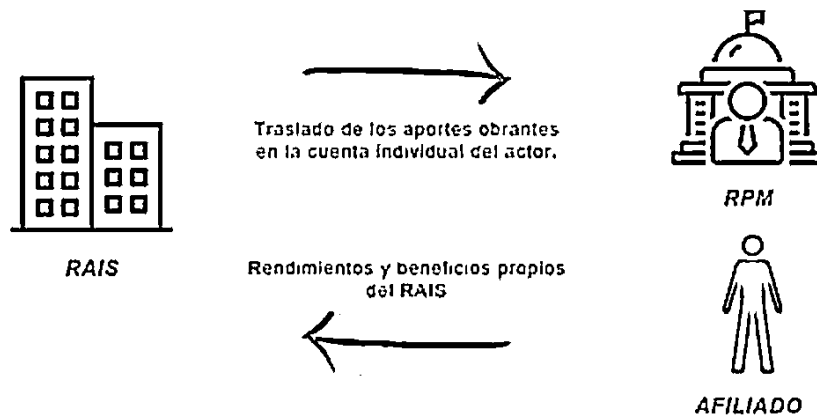 Traslado de los aportes obrantes
en la cuenta individual del actor.
RPM
RAIS
Rendimientos y beneficios propios
del RAIS
AFILIADO